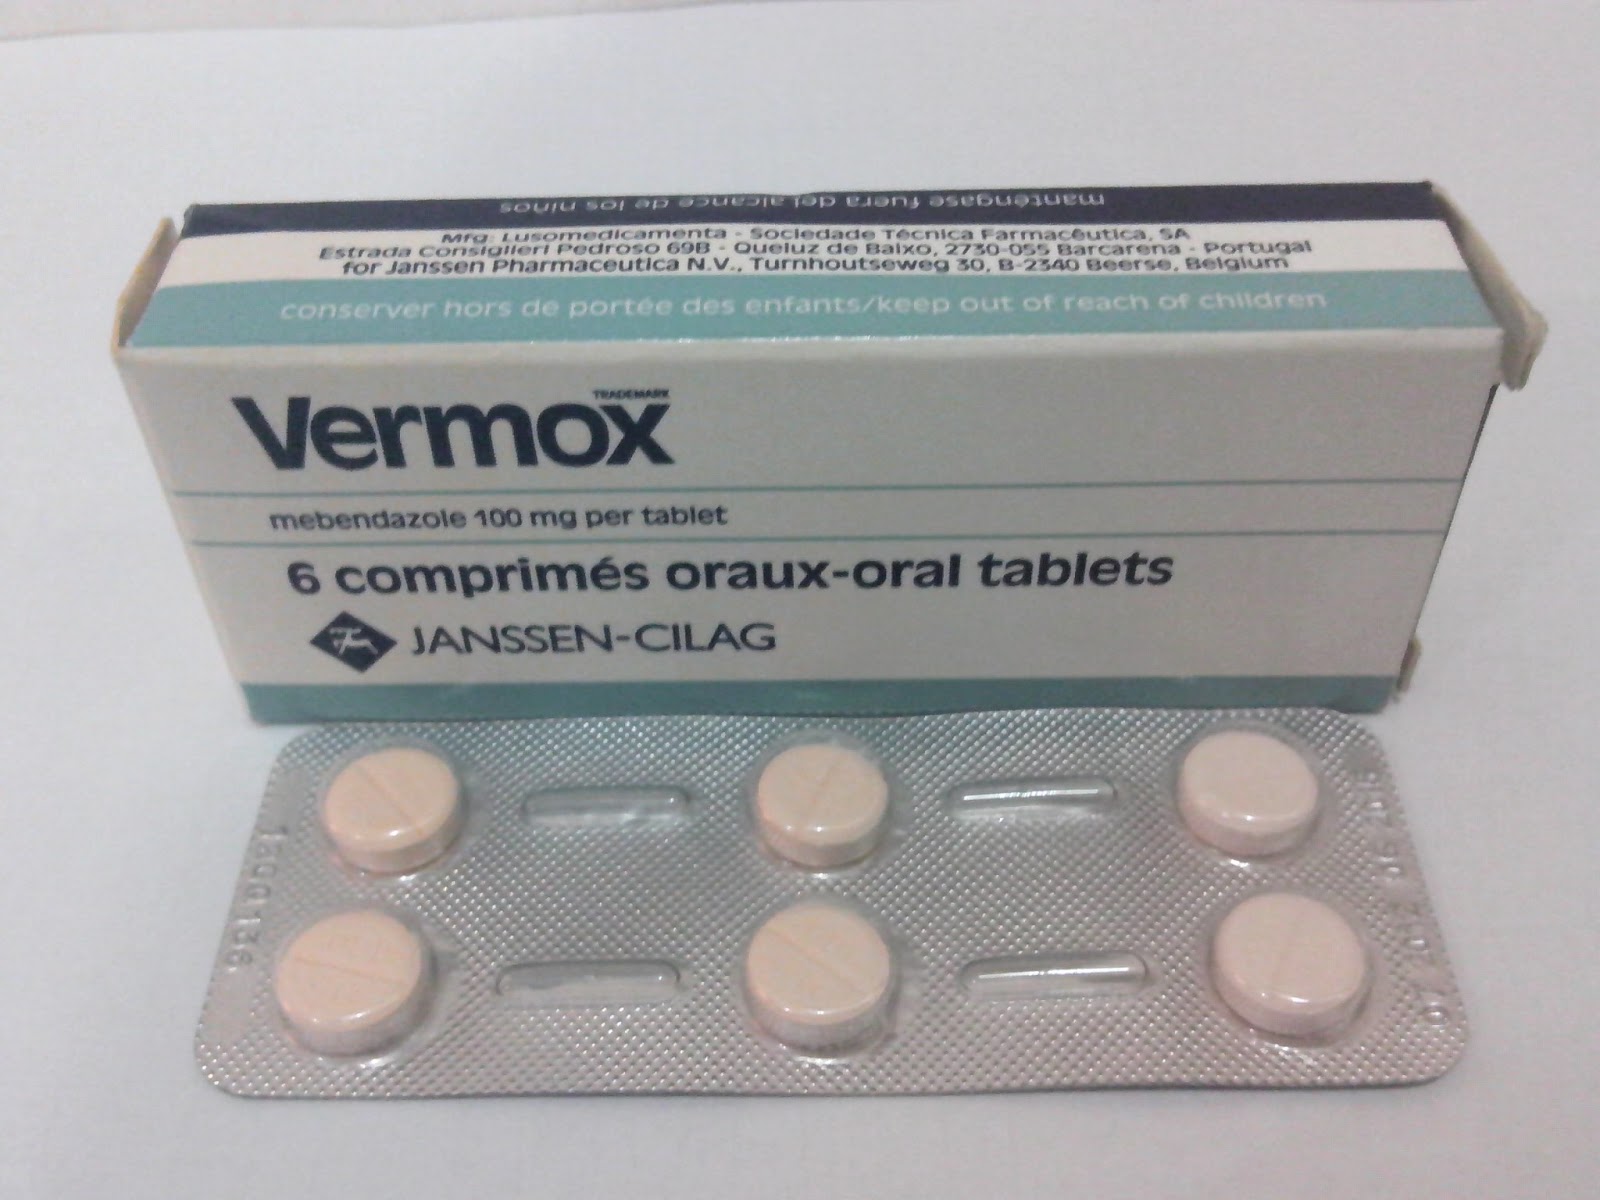 manténgase fuera del alcance de los niños
Mfg: Lusomedicamenta - Sociedade Técnica Farmacêutica, SA
Estrada Consiglieri Pedroso 69B - Queluz de Baixo, 2730-055 Barcarena - Portugal
for Janssen Pharmaceutica N.V., Turnhoutseweg 30, B-2340 Beerse, Belgium
conserver hors de portée des enfants/keep out of reach of children
TRADEMARK
Vermox
mebendazole 100 mg per tablet
6 comprimés oraux-oral tablets
JANSSEN-CILAG